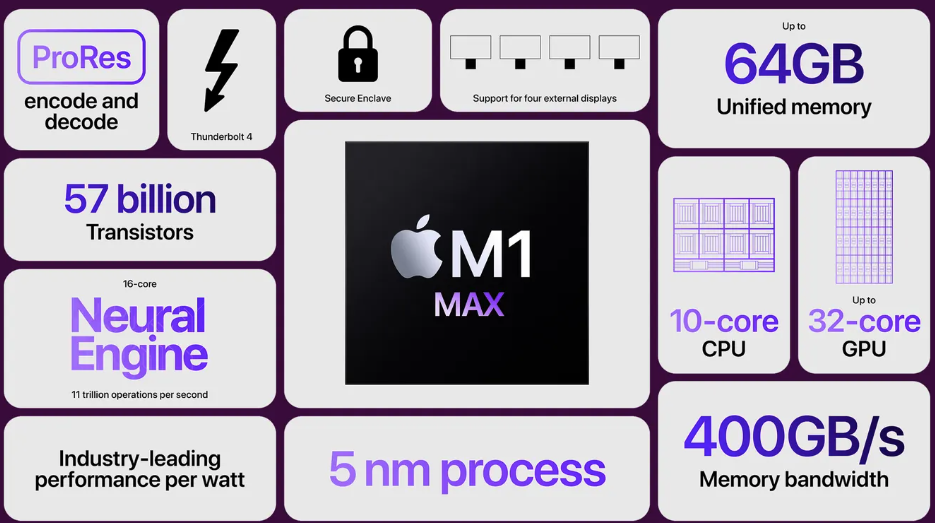 ProRes
encode and
decode
Thunderbolt 4
Secure Enclave
Support for four external displays
Up to
64GB
Unified memory
57 billion
Transistors
M1
MAX
16-core
Neural
Engine
11 trillion operations per second
10-core
CPU
Up to
32-core
GPU
Industry-leading
performance per watt
5 nm process
400GB/s
Memory bandwidth